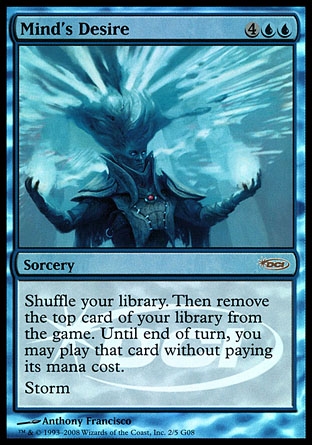 Mind's Desire 4
DCI
Sorcery
Shuffle your library. Then remove
the top card of your library from
the game. Until end of turn, you
may play that card without paying
its mana cost.
Storm
DCI
Anthony Francisco
™ & © 1993–2008 Wizards of the Coast, Inc. 2/5 G08